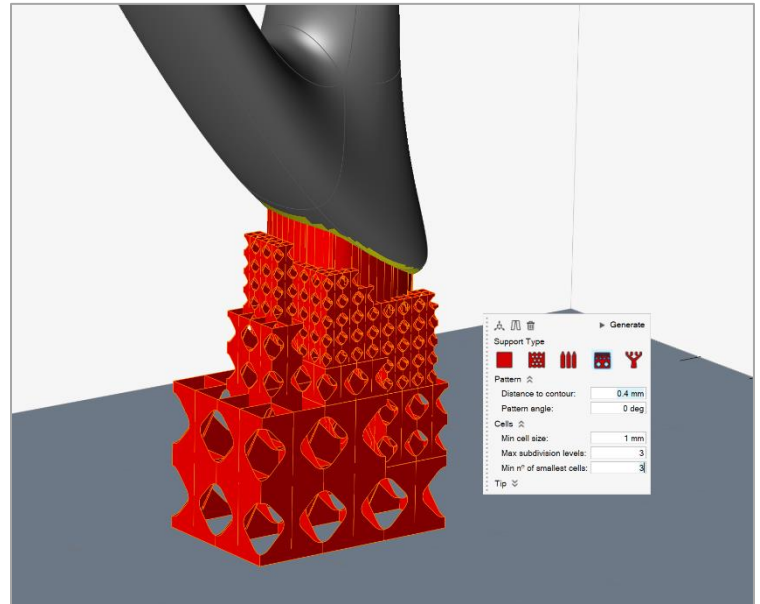 Generate
Support Type
Pattern
Distance to contour: 0.4 mm
Pattern angle: 0 deg
Cells
Min cell size: 1 mm
Max subdivision levels: 3
Min nº of smallest cells: 3
Tip